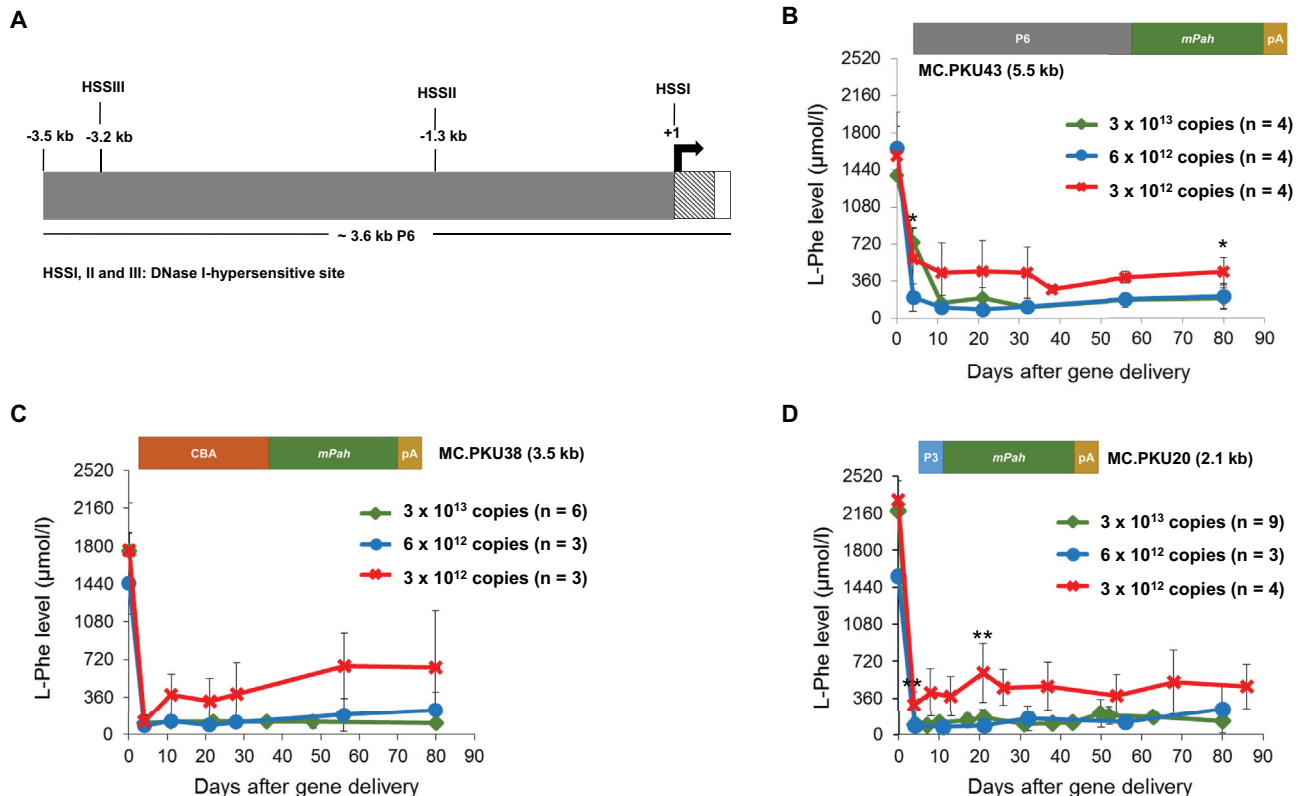 A
HSSIII
HSSII
HSSI
-3.5 kb
-3.2 kb
-1.3 kb
+1
~ 3.6 kb P6
HSSI, II and III: DNase I-hypersensitive site
B
P6
mPah
pA
MC.PKU43 (5.5 kb)
2520
2160
1800
1440
1080
720
360
0
L-Phe level (μmol/l)
3 x 10¹³ copies (n = 4)
6 x 10¹² copies (n = 4)
3 x 10¹² copies (n = 4)
*
*
0 10 20 30 40 50 60 70 80 90
Days after gene delivery
C
CBA
mPah
pA
MC.PKU38 (3.5 kb)
2520
2160
1800
1440
1080
720
360
0
L-Phe level (μmol/l)
3 x 10¹³ copies (n = 6)
6 x 10¹² copies (n = 3)
3 x 10¹² copies (n = 3)
0 10 20 30 40 50 60 70 80 90
Days after gene delivery
D
P3
mPah
pA
MC.PKU20 (2.1 kb)
2520
2160
1800
1440
1080
720
360
0
L-Phe level (μmol/l)
3 x 10¹³ copies (n = 9)
6 x 10¹² copies (n = 3)
3 x 10¹² copies (n = 4)
**
**
0 10 20 30 40 50 60 70 80 90
Days after gene delivery